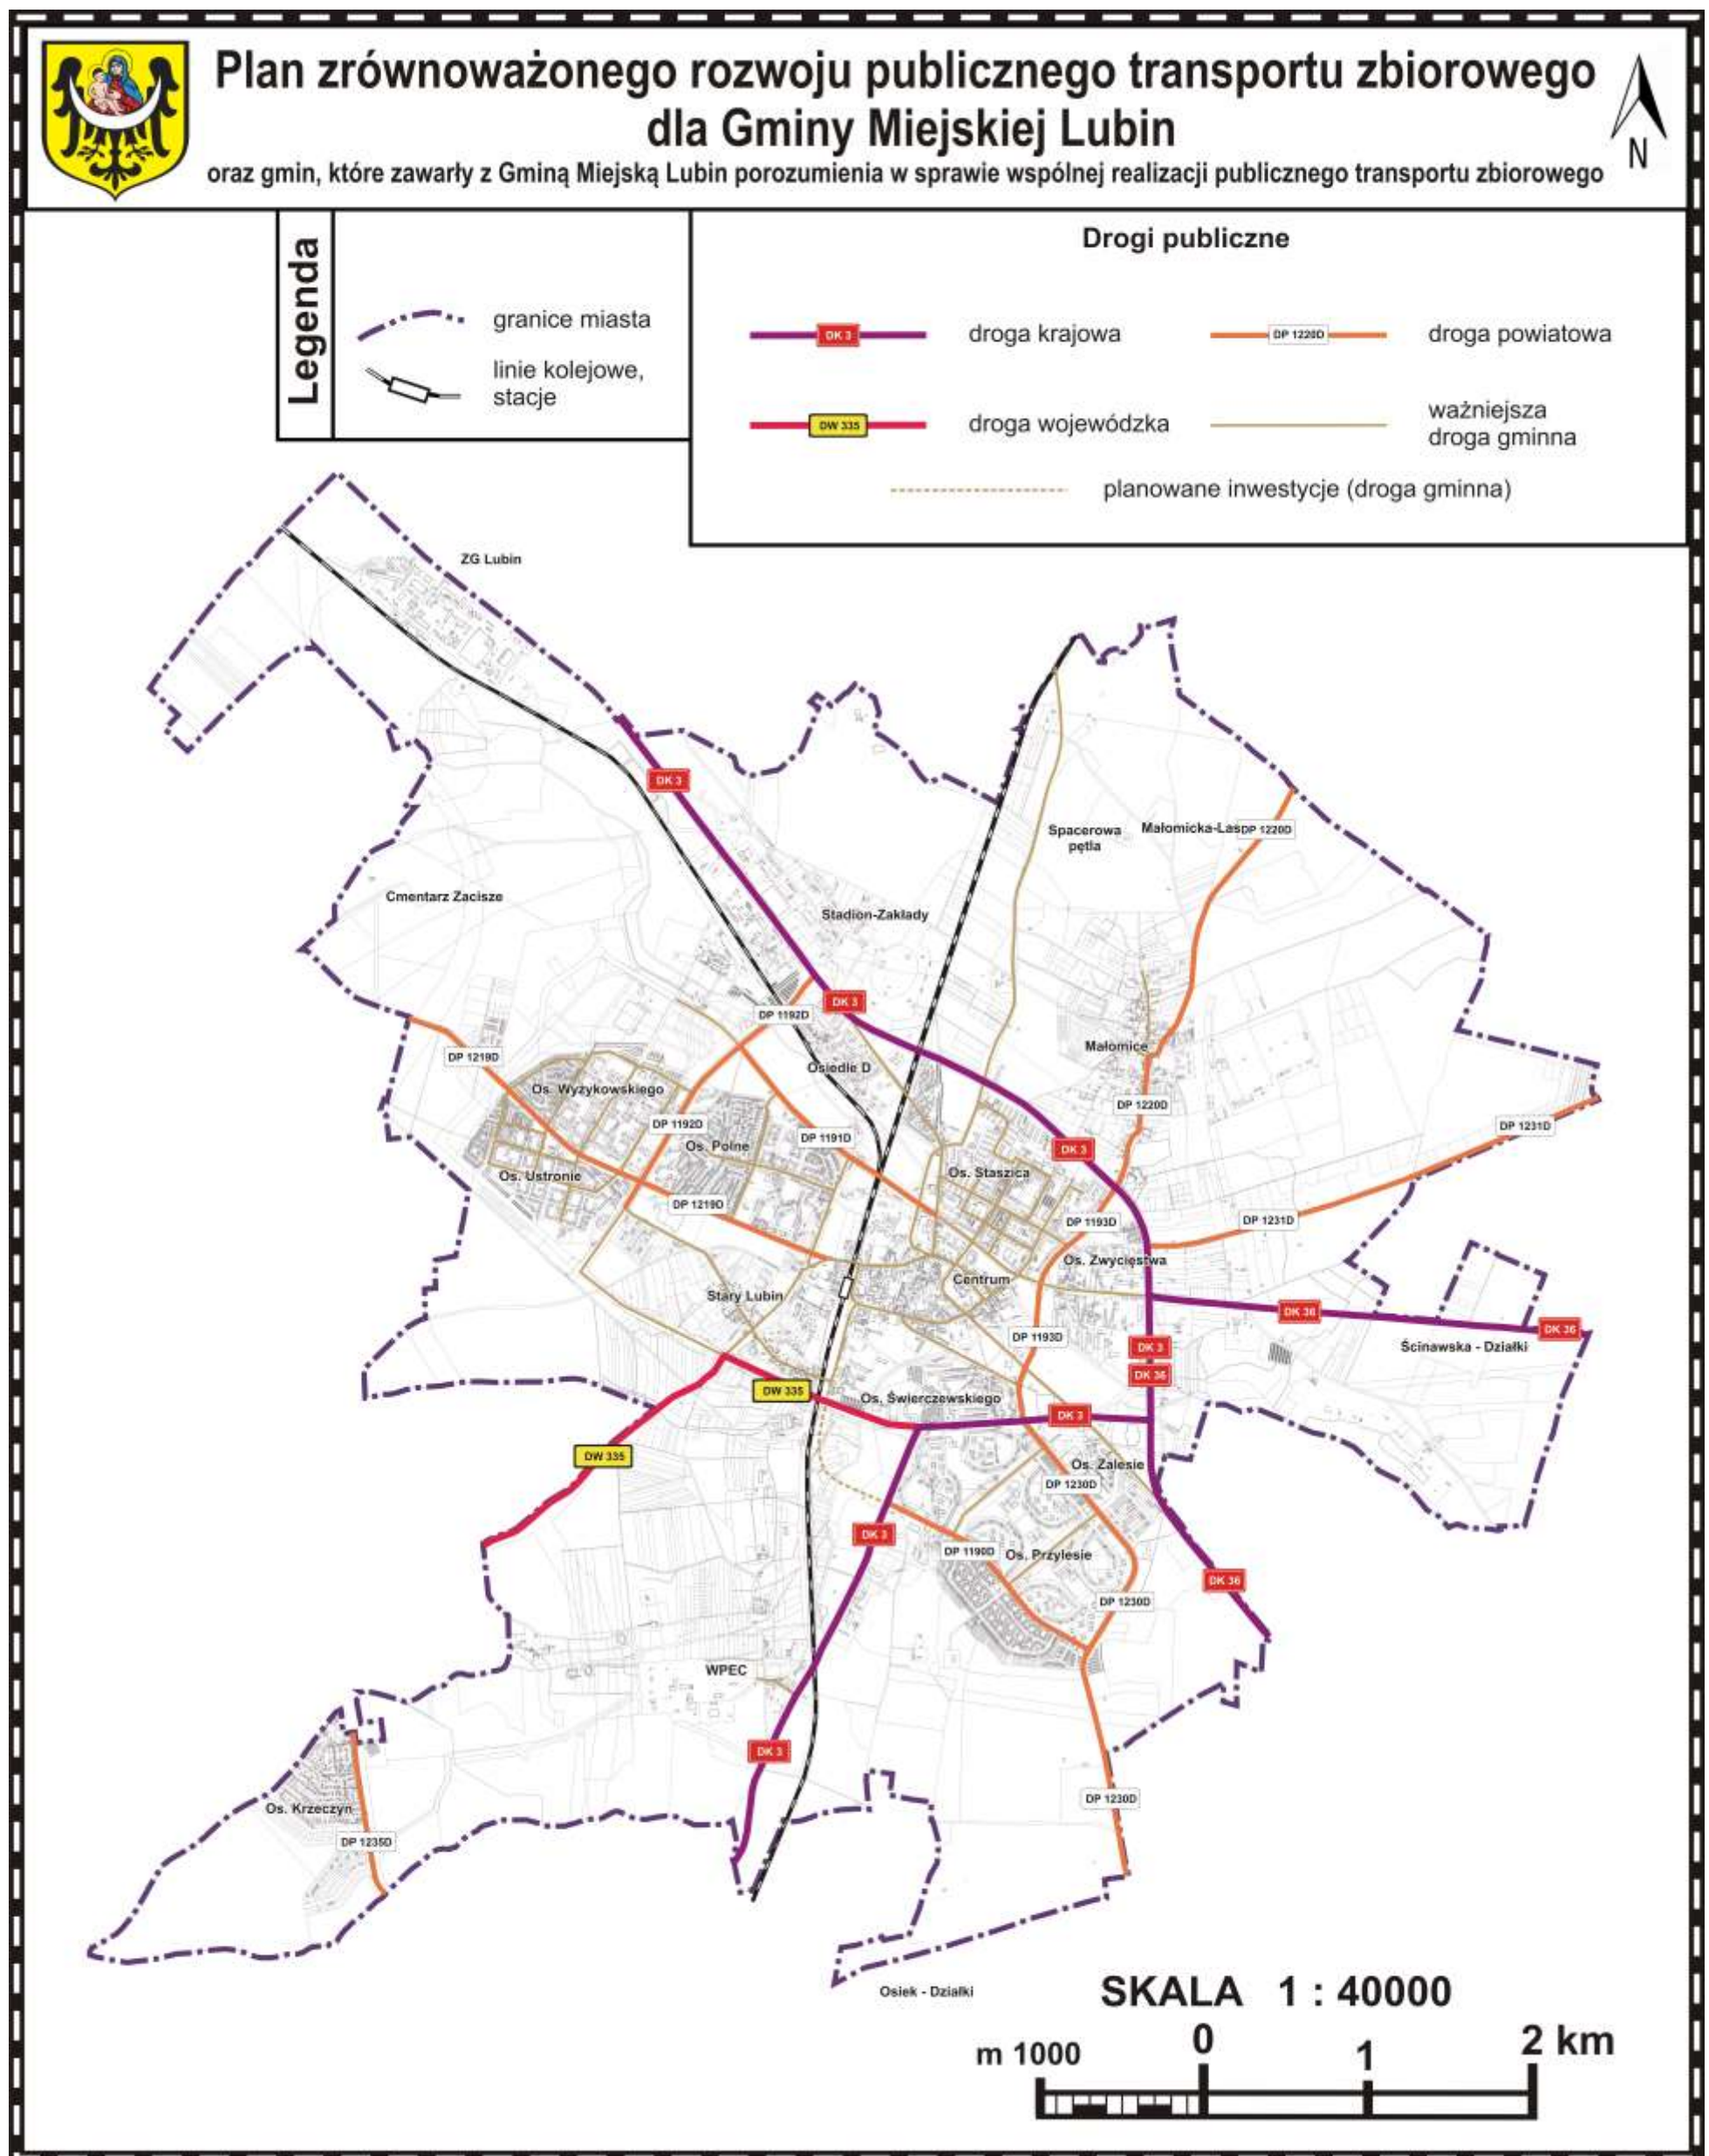 Plan zrównoważonego rozwoju publicznego transportu zbiorowego
dla Gminy Miejskiej Lubin
oraz gmin, które zawarły z Gminą Miejską Lubin porozumienia w sprawie wspólnej realizacji publicznego transportu zbiorowego
N
Legenda
granice miasta
linie kolejowe,
stacje
Drogi publiczne
DK 3
droga krajowa
DP 1220D
droga powiatowa
DW 335
droga wojewódzka
ważniejsza
droga gminna
planowane inwestycje (droga gminna)
ZG Lubin
DK 3
Spacerowa
pętla
Małomicka-Las
DP 1220D
Cmentarz Zacisze
Stadion-Zakłady
DK 3
DP 1192D
DP 1219D
Małomice
Osiedle D
Os. Wyżykowskiego
DP 1220D
DP 1192D
DP 1231D
DP 1191D
Os. Polne
DK 3
Os. Staszica
Os. Ustronie
DP 1219D
DP 1193D
DP 1231D
Os. Zwycięstwa
Centrum
Stary Lubin
DK 36
DK 36
DP 1193D
DK 3
Ścinawska - Działki
DK 36
DW 335
Os. Świerczewskiego
DK 3
DW 335
Os. Zalesie
DP 1230D
DK 3
DP 1190D
Os. Przylesie
DK 36
DP 1230D
WPEC
DK 3
DP 1230D
Os. Krzeczyn
DP 1235D
Osiek - Działki
SKALA 1 : 40000
m 1000
0
1
2 km